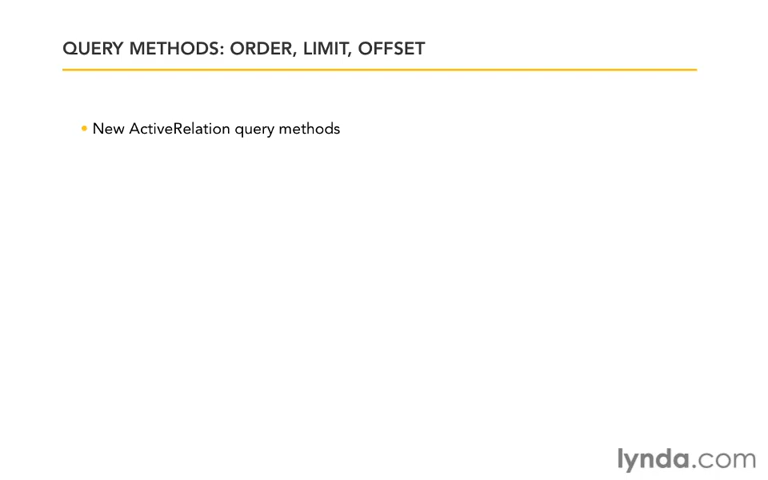 QUERY METHODS: ORDER, LIMIT, OFFSET
• New ActiveRelation query methods
lynda.com